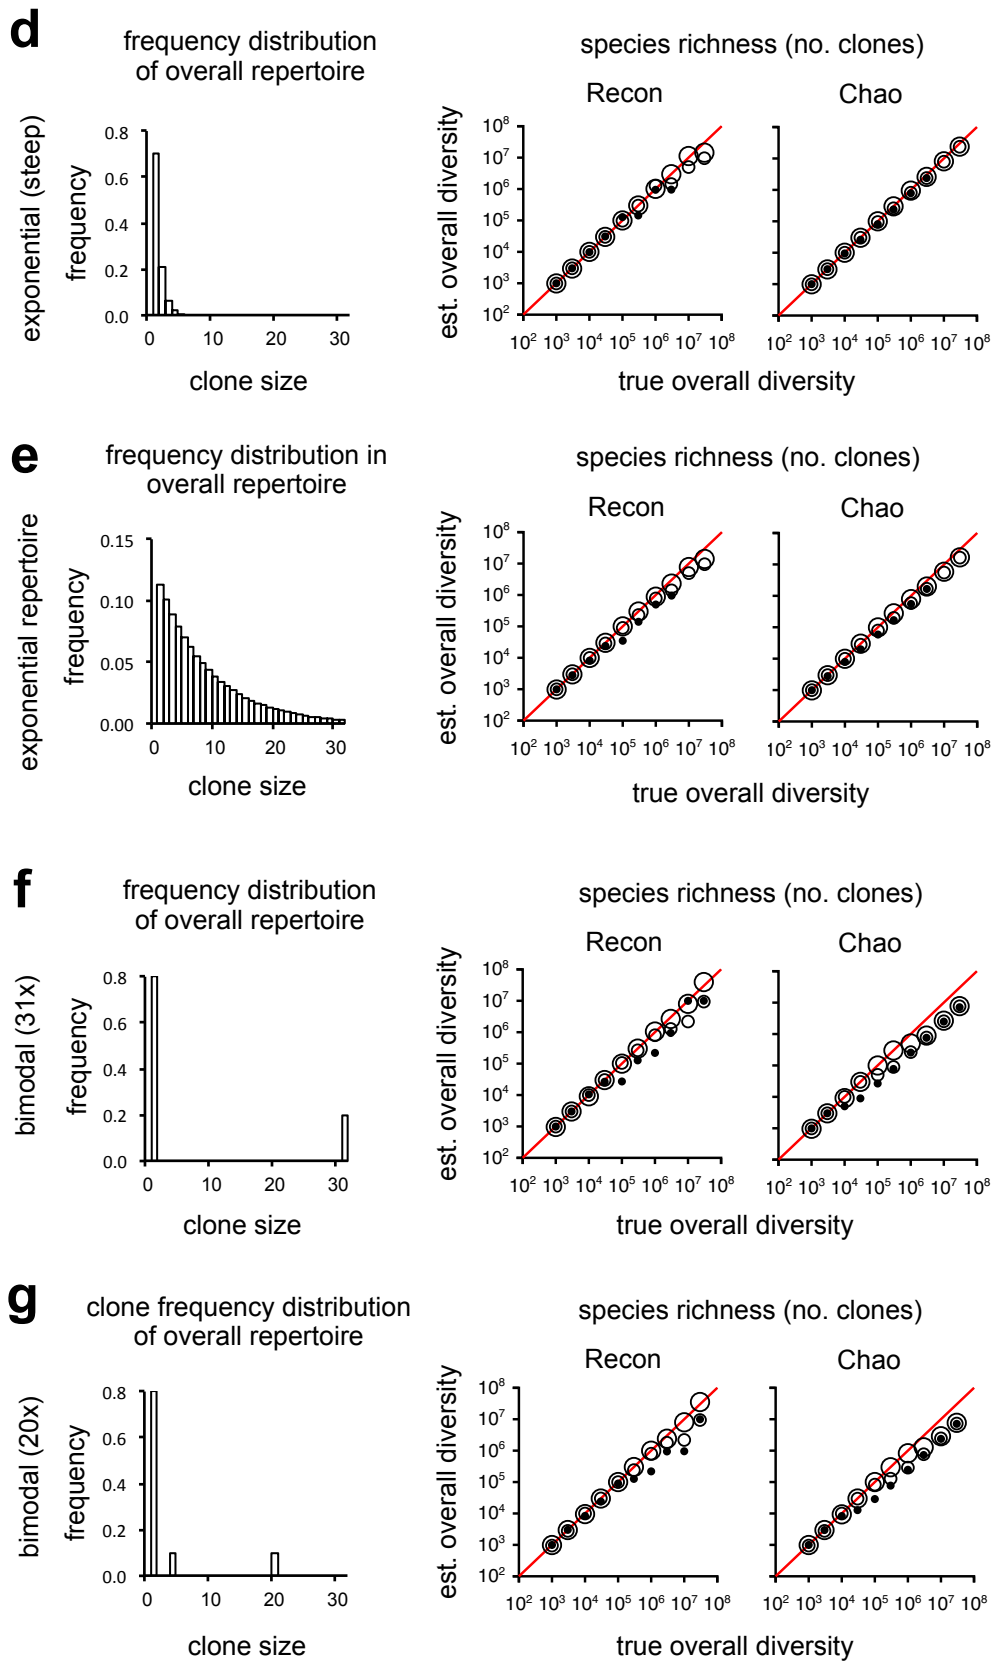 d
frequency distribution
of overall repertoire
species richness (no. clones)
Recon
Chao
exponential (steep)
frequency
0.8
0.6
0.4
0.2
0.0
0 10 20 30
clone size
est. overall diversity
10⁸
10⁷
10⁶
10⁵
10⁴
10³
10²
10² 10³ 10⁴ 10⁵ 10⁶ 10⁷ 10⁸
10² 10³ 10⁴ 10⁵ 10⁶ 10⁷ 10⁸
true overall diversity
e
frequency distribution in
overall repertoire
species richness (no. clones)
Recon
Chao
exponential repertoire
frequency
0.15
0.10
0.05
0.00
0 10 20 30
clone size
est. overall diversity
10⁸
10⁷
10⁶
10⁵
10⁴
10³
10²
10² 10³ 10⁴ 10⁵ 10⁶ 10⁷ 10⁸
10² 10³ 10⁴ 10⁵ 10⁶ 10⁷ 10⁸
true overall diversity
f
frequency distribution
of overall repertoire
species richness (no. clones)
Recon
Chao
bimodal (31x)
frequency
0.8
0.6
0.4
0.2
0.0
0 10 20 30
clone size
est. overall diversity
10⁸
10⁷
10⁶
10⁵
10⁴
10³
10²
10² 10³ 10⁴ 10⁵ 10⁶ 10⁷ 10⁸
10² 10³ 10⁴ 10⁵ 10⁶ 10⁷ 10⁸
true overall diversity
g
clone frequency distribution
of overall repertoire
species richness (no. clones)
Recon
Chao
bimodal (20x)
frequency
0.8
0.6
0.4
0.2
0.0
0 10 20 30
clone size
est. overall diversity
10⁸
10⁷
10⁶
10⁵
10⁴
10³
10²
10² 10³ 10⁴ 10⁵ 10⁶ 10⁷ 10⁸
10² 10³ 10⁴ 10⁵ 10⁶ 10⁷ 10⁸
true overall diversity